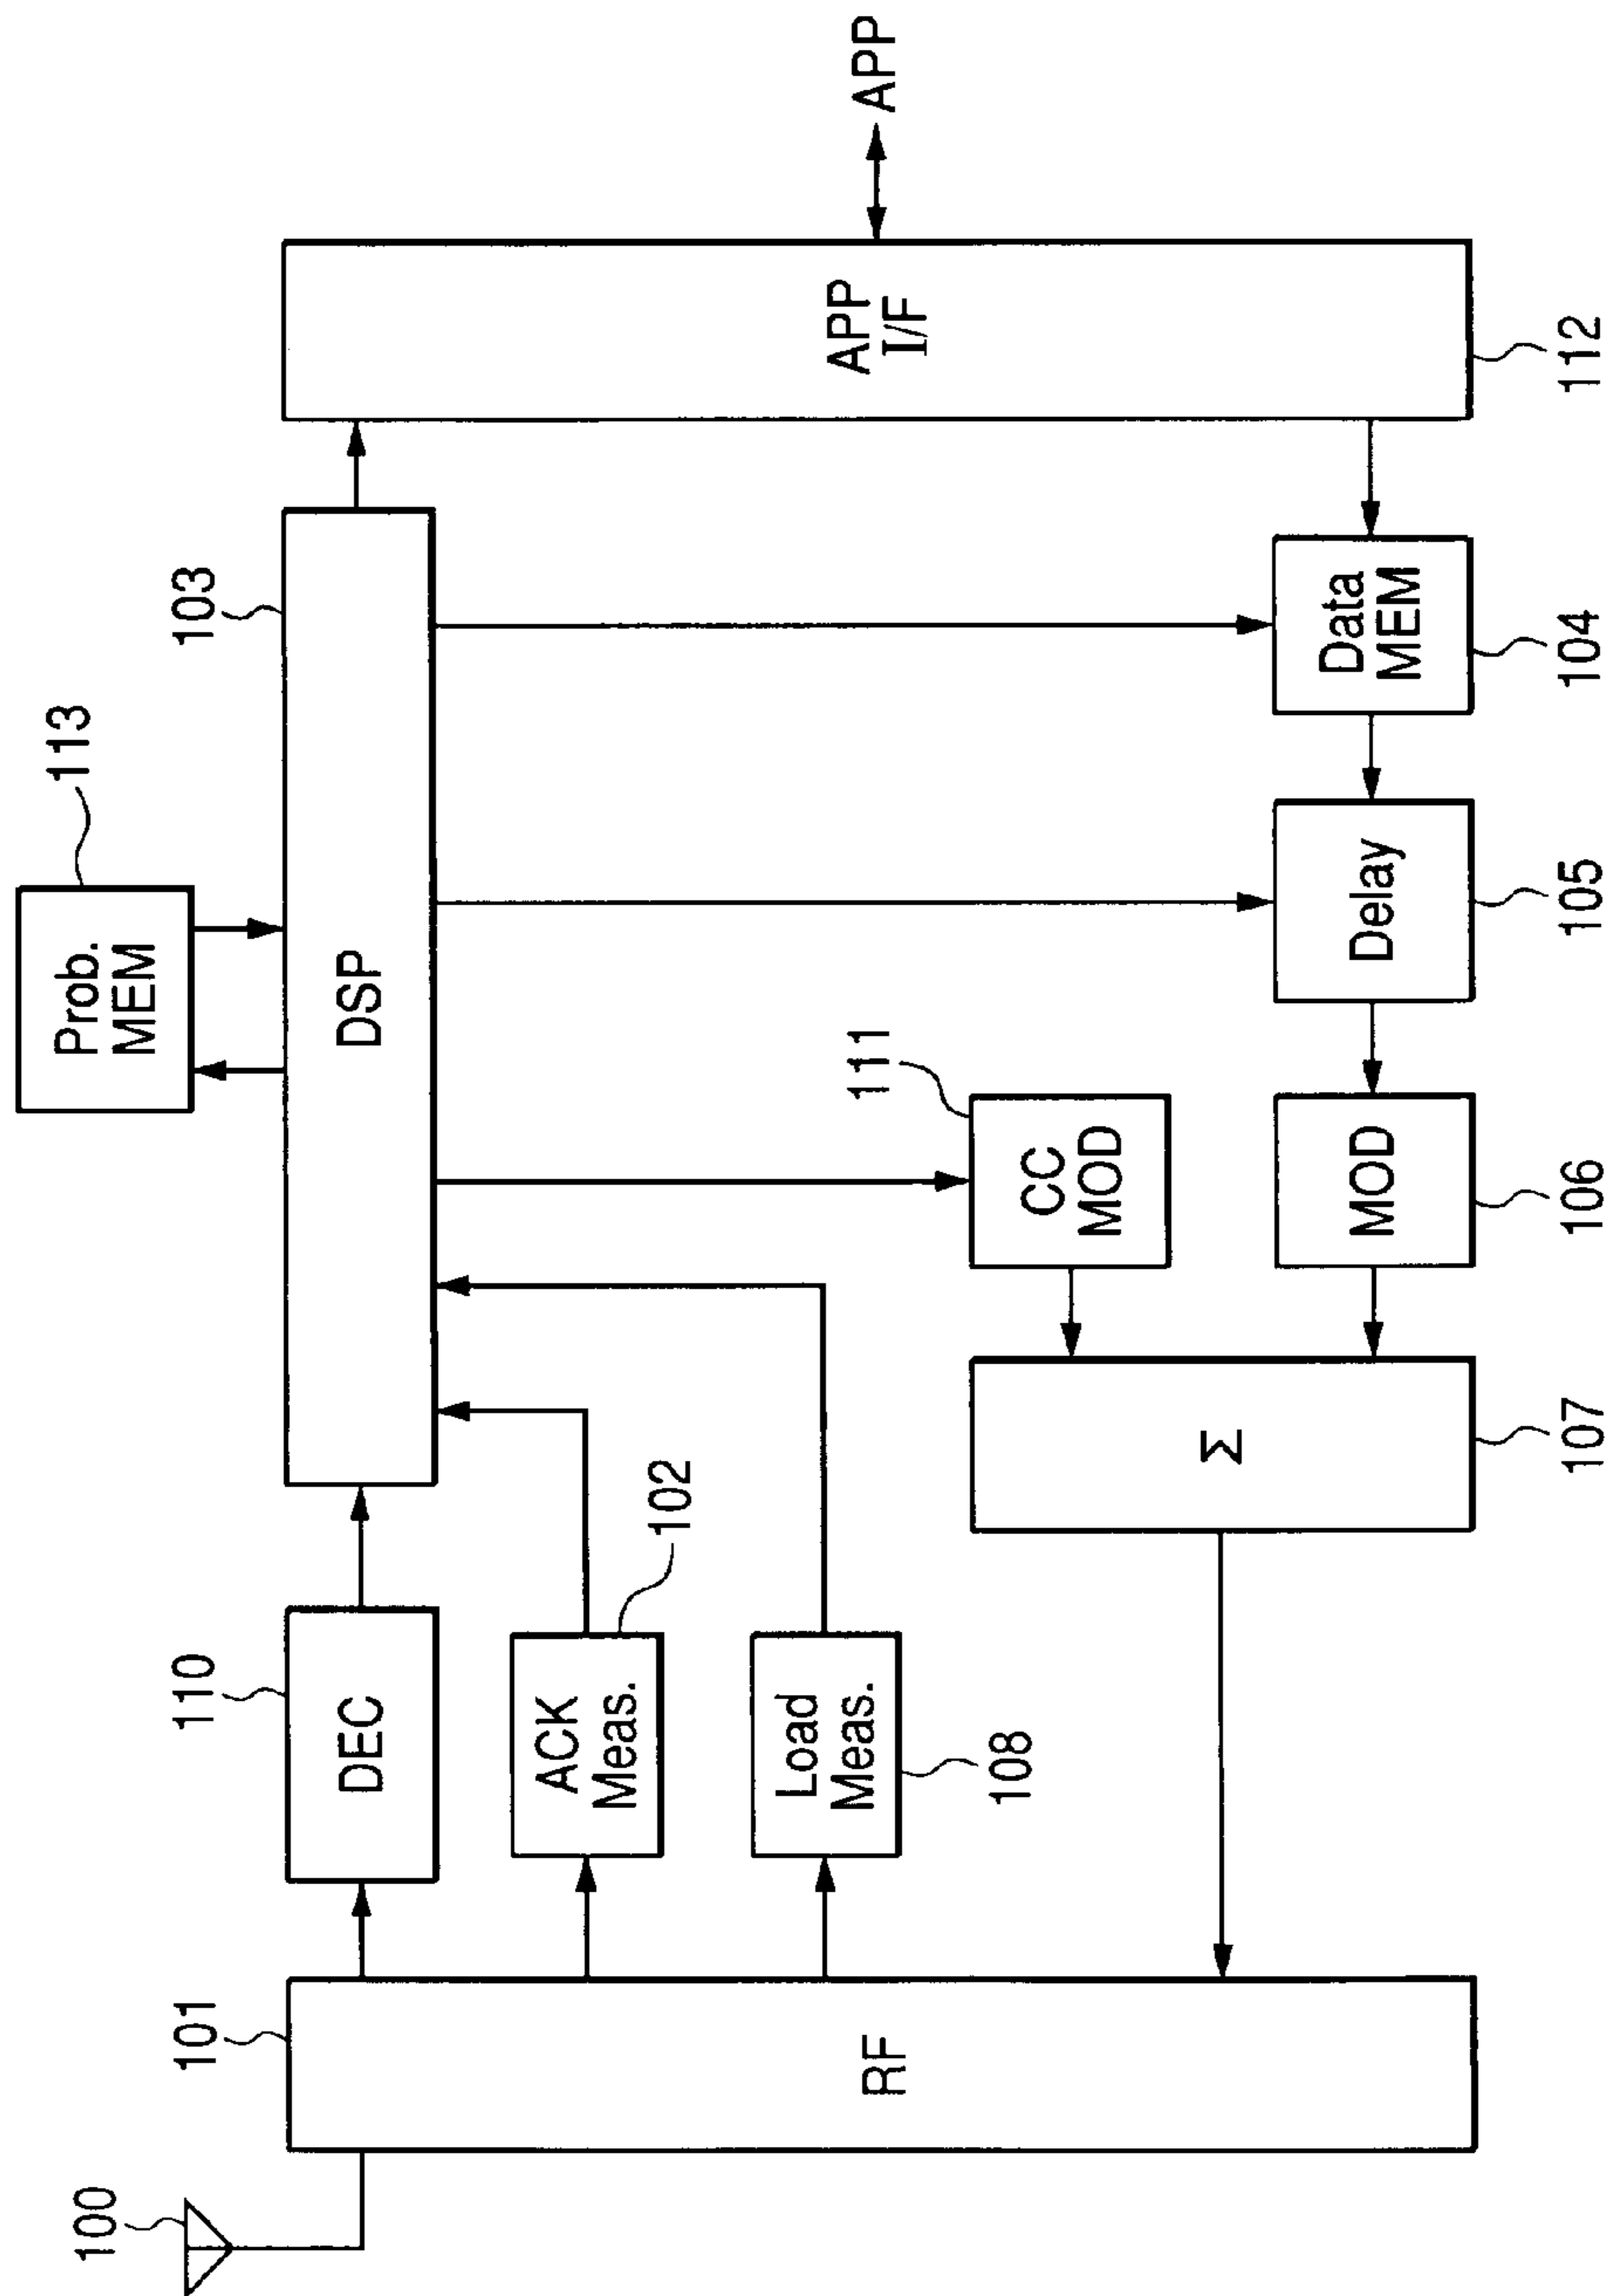 113
Prob.
MEM
103
110
101
100
DSP
DEC
ACK
Meas.
102
Load
Meas.
108
111
CC
MOD
RF
Σ
107
MOD
106
Delay
105
Data
MEM
104
APP
I/F
112
APP